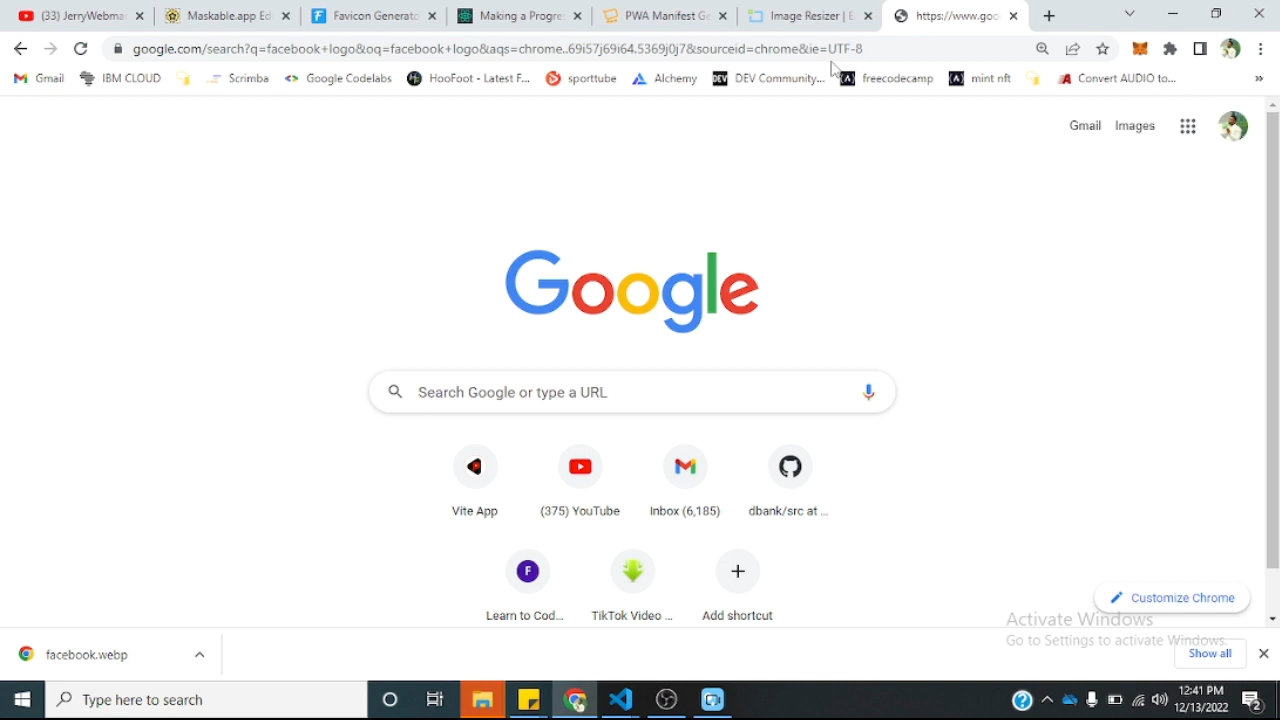 (33) JerryWebmar
Maskable.app Edi
Favicon Generato
Making a Progre
PWA Manifest Ge
Image Resizer | E
https://www.goo
google.com/search?q=facebook+logo&oq=facebook+logo&aqs=chrome..69i57j69i64.5369j0j7&sourceid=chrome&ie=UTF-8
Gmail
IBM CLOUD
Scrimba
Google Codelabs
HooFoot - Latest F...
sporttube
Alchemy
DEV
DEV Community...
freecodecamp
mint nft
Convert AUDIO to...
»
Gmail
Images
Google
Search Google or type a URL
Vite App
(375) YouTube
Inbox (6,185)
dbank/src at ...
F
Learn to Cod...
TikTok Video ...
Add shortcut
Customize Chrome
Activate Windows
Go to Settings to activate Windows.
facebook.webp
Show all
Type here to search
12:41 PM
12/13/2022
2